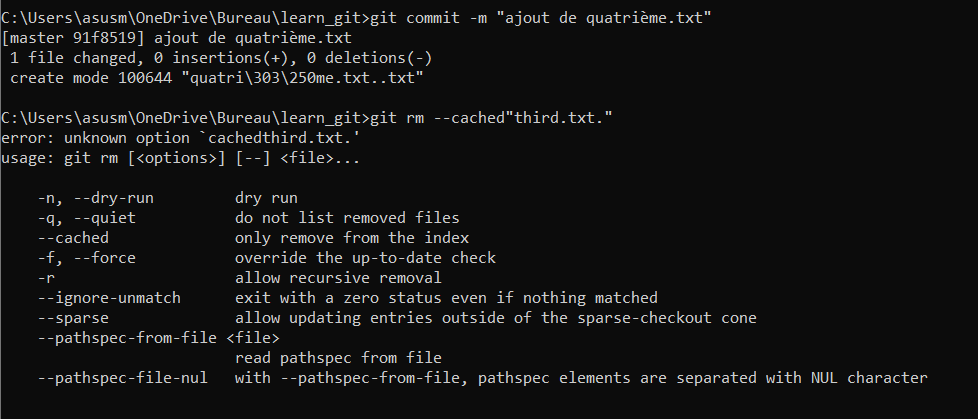 C:\Users\asusm\OneDrive\Bureau\learn_git>git commit -m "ajout de quatrième.txt"
[master 91f8519] ajout de quatrième.txt
 1 file changed, 0 insertions(+), 0 deletions(-)
 create mode 100644 "quatri\303\250me.txt..txt"

C:\Users\asusm\OneDrive\Bureau\learn_git>git rm --cached"third.txt."
error: unknown option `cachedthird.txt.'
usage: git rm [<options>] [--] <file>...

    -n, --dry-run         dry run
    -q, --quiet           do not list removed files
    --cached              only remove from the index
    -f, --force           override the up-to-date check
    -r                    allow recursive removal
    --ignore-unmatch      exit with a zero status even if nothing matched
    --sparse              allow updating entries outside of the sparse-checkout cone
    --pathspec-from-file <file>
                          read pathspec from file
    --pathspec-file-nul   with --pathspec-from-file, pathspec elements are separated with NUL character